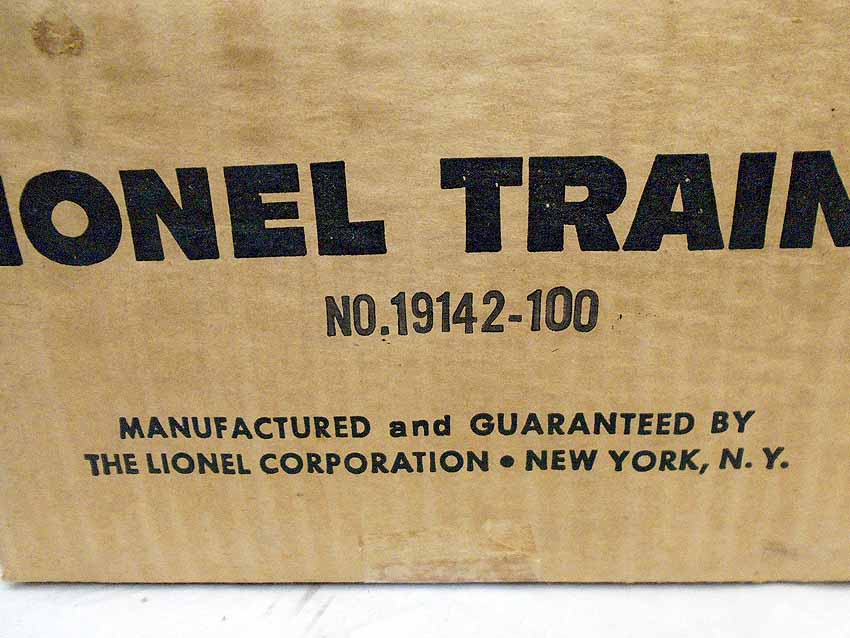 IONEL TRAIN
NO.19142-100
MANUFACTURED and GUARANTEED BY
THE LIONEL CORPORATION • NEW YORK, N. Y.